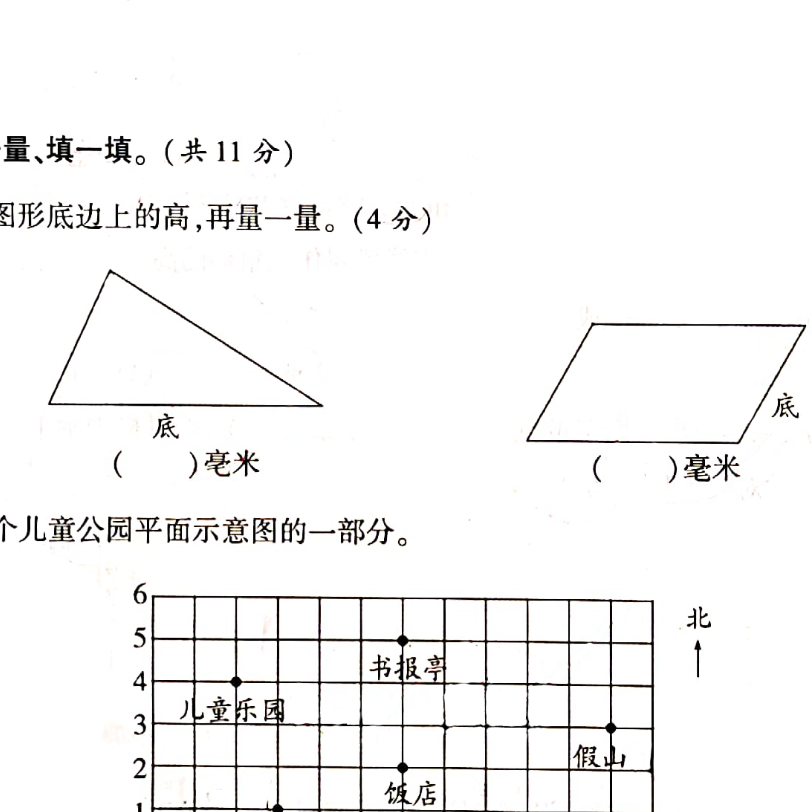 量、填一填。(共11分)
图形底边上的高,再量一量。(4分)
底
底
(　　)毫米
(　　)毫米
个儿童公园平面示意图的一部分。
6
北
5
书报亭
4
儿童乐园
3
假山
2
饭店
1